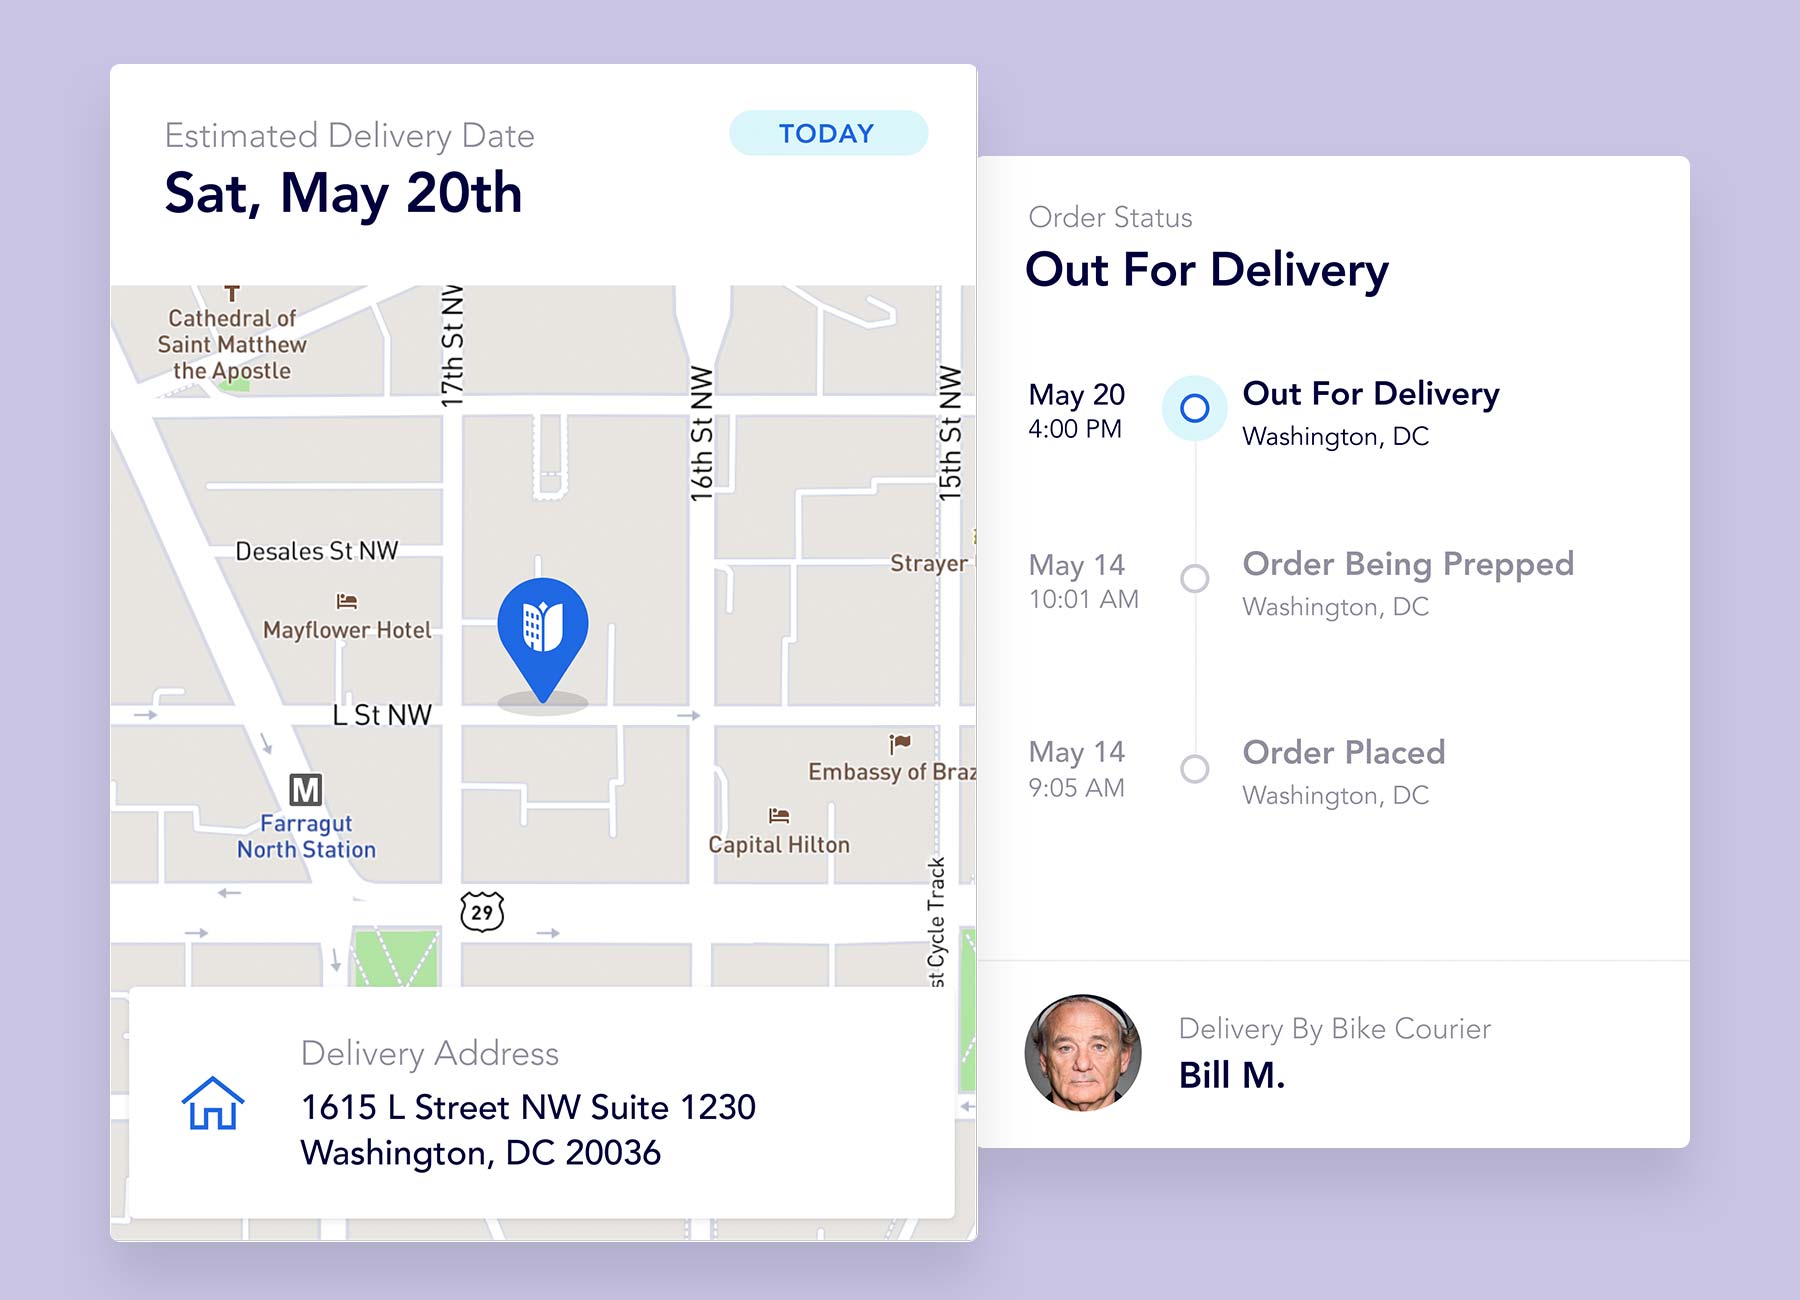 Estimated Delivery Date
Sat, May 20th
TODAY
Cathedral of
Saint Matthew
the Apostle
17th St NW
16th St NW
15th St NW
Desales St NW
Strayer
Mayflower Hotel
L St NW
Embassy of Braz
M
Farragut
North Station
Capital Hilton
29
st Cycle Track
Delivery Address
1615 L Street NW Suite 1230
Washington, DC 20036
Order Status
Out For Delivery
May 20
4:00 PM
Out For Delivery
Washington, DC
May 14
10:01 AM
Order Being Prepped
Washington, DC
May 14
9:05 AM
Order Placed
Washington, DC
Delivery By Bike Courier
Bill M.